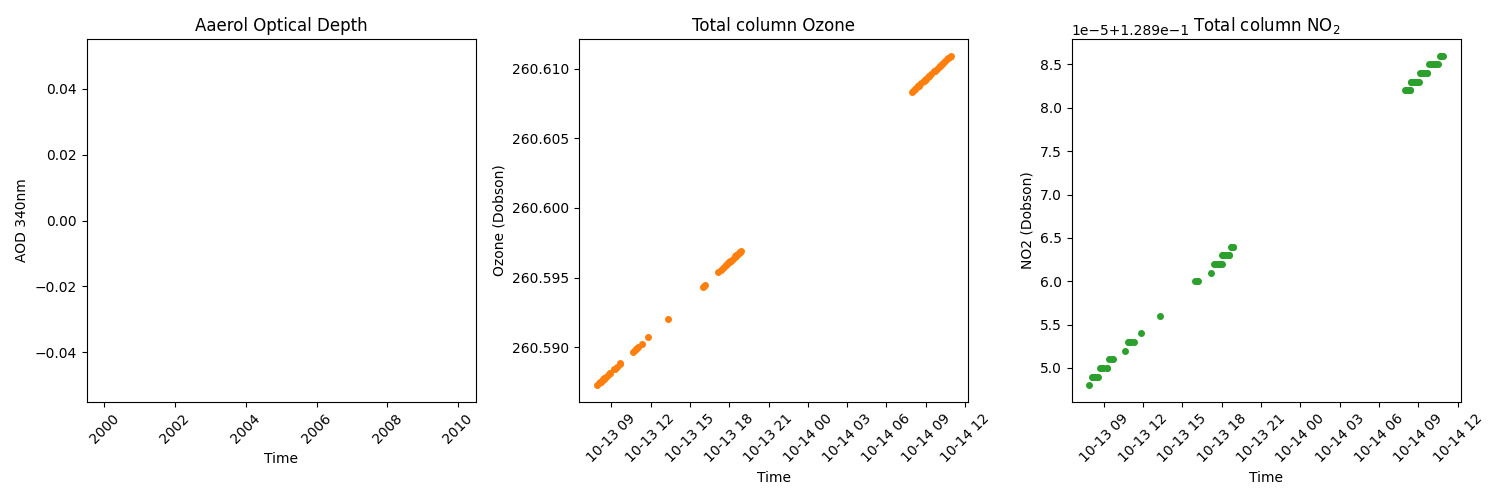 Aaerol Optical Depth
AOD 340nm
0.04
0.02
0.00
−0.02
−0.04
2000 2002 2004 2006 2008 2010
Time
Total column Ozone
Ozone (Dobson)
260.610
260.605
260.600
260.595
260.590
10-13 09 10-13 12 10-13 15 10-13 18 10-13 21 10-14 00 10-14 03 10-14 06 10-14 09 10-14 12
Time
1e−5+1.289e−1 Total column NO₂
NO2 (Dobson)
8.5
8.0
7.5
7.0
6.5
6.0
5.5
5.0
10-13 09 10-13 12 10-13 15 10-13 18 10-13 21 10-14 00 10-14 03 10-14 06 10-14 09 10-14 12
Time